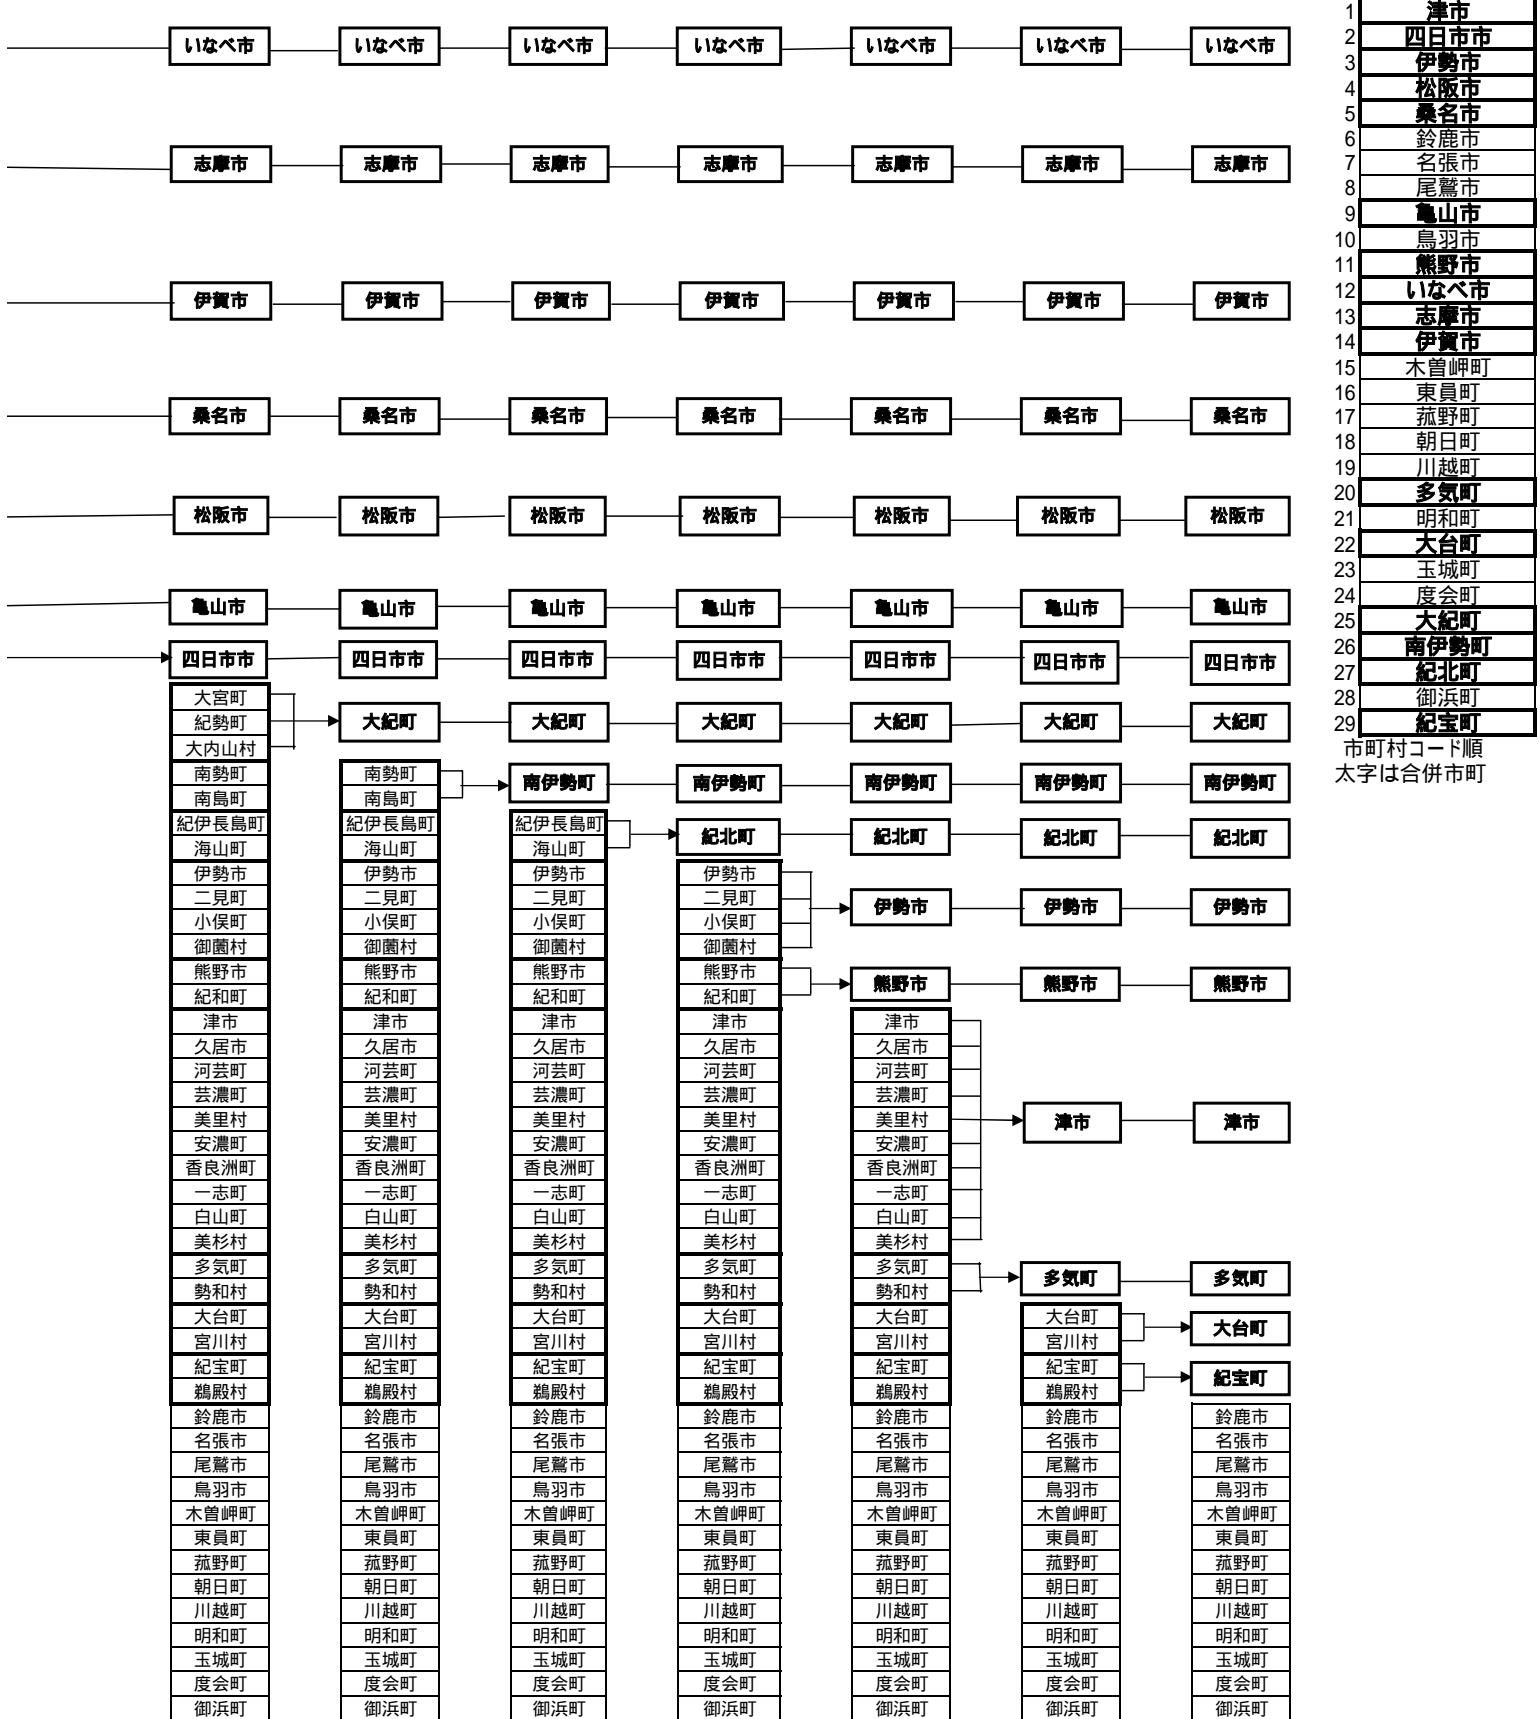 いなべ市 いなべ市 いなべ市 いなべ市 いなべ市 いなべ市 いなべ市
志摩市 志摩市 志摩市 志摩市 志摩市 志摩市 志摩市
伊賀市 伊賀市 伊賀市 伊賀市 伊賀市 伊賀市 伊賀市
桑名市 桑名市 桑名市 桑名市 桑名市 桑名市 桑名市
松阪市 松阪市 松阪市 松阪市 松阪市 松阪市 松阪市
亀山市 亀山市 亀山市 亀山市 亀山市 亀山市 亀山市
四日市市 四日市市 四日市市 四日市市 四日市市 四日市市 四日市市
大宮町
紀勢町 大紀町 大紀町 大紀町 大紀町 大紀町 大紀町
大内山村
南勢町 南勢町 南伊勢町 南伊勢町 南伊勢町 南伊勢町 南伊勢町
南島町 南島町
紀伊長島町 紀伊長島町 紀伊長島町 紀北町 紀北町 紀北町 紀北町
海山町 海山町 海山町
伊勢市 伊勢市 伊勢市 伊勢市
二見町 二見町 二見町 二見町 伊勢市 伊勢市 伊勢市
小俣町 小俣町 小俣町 小俣町
御薗村 御薗村 御薗村 御薗村
熊野市 熊野市 熊野市 熊野市 熊野市 熊野市 熊野市
紀和町 紀和町 紀和町 紀和町
津市 津市 津市 津市 津市
久居市 久居市 久居市 久居市 久居市
河芸町 河芸町 河芸町 河芸町 河芸町
芸濃町 芸濃町 芸濃町 芸濃町 芸濃町
美里村 美里村 美里村 美里村 美里村 津市 津市
安濃町 安濃町 安濃町 安濃町 安濃町
香良洲町 香良洲町 香良洲町 香良洲町 香良洲町
一志町 一志町 一志町 一志町 一志町
白山町 白山町 白山町 白山町 白山町
美杉村 美杉村 美杉村 美杉村 美杉村
多気町 多気町 多気町 多気町 多気町 多気町 多気町
勢和村 勢和村 勢和村 勢和村 勢和村
大台町 大台町 大台町 大台町 大台町 大台町 大台町
宮川村 宮川村 宮川村 宮川村 宮川村 宮川村
紀宝町 紀宝町 紀宝町 紀宝町 紀宝町 紀宝町 紀宝町
鵜殿村 鵜殿村 鵜殿村 鵜殿村 鵜殿村 鵜殿村
鈴鹿市 鈴鹿市 鈴鹿市 鈴鹿市 鈴鹿市 鈴鹿市 鈴鹿市
名張市 名張市 名張市 名張市 名張市 名張市 名張市
尾鷲市 尾鷲市 尾鷲市 尾鷲市 尾鷲市 尾鷲市 尾鷲市
鳥羽市 鳥羽市 鳥羽市 鳥羽市 鳥羽市 鳥羽市 鳥羽市
木曽岬町 木曽岬町 木曽岬町 木曽岬町 木曽岬町 木曽岬町 木曽岬町
東員町 東員町 東員町 東員町 東員町 東員町 東員町
菰野町 菰野町 菰野町 菰野町 菰野町 菰野町 菰野町
朝日町 朝日町 朝日町 朝日町 朝日町 朝日町 朝日町
川越町 川越町 川越町 川越町 川越町 川越町 川越町
明和町 明和町 明和町 明和町 明和町 明和町 明和町
玉城町 玉城町 玉城町 玉城町 玉城町 玉城町 玉城町
度会町 度会町 度会町 度会町 度会町 度会町 度会町
御浜町 御浜町 御浜町 御浜町 御浜町 御浜町 御浜町
1 津市
2 四日市市
3 伊勢市
4 松阪市
5 桑名市
6 鈴鹿市
7 名張市
8 尾鷲市
9 亀山市
10 鳥羽市
11 熊野市
12 いなべ市
13 志摩市
14 伊賀市
15 木曽岬町
16 東員町
17 菰野町
18 朝日町
19 川越町
20 多気町
21 明和町
22 大台町
23 玉城町
24 度会町
25 大紀町
26 南伊勢町
27 紀北町
28 御浜町
29 紀宝町
市町村コード順
太字は合併市町